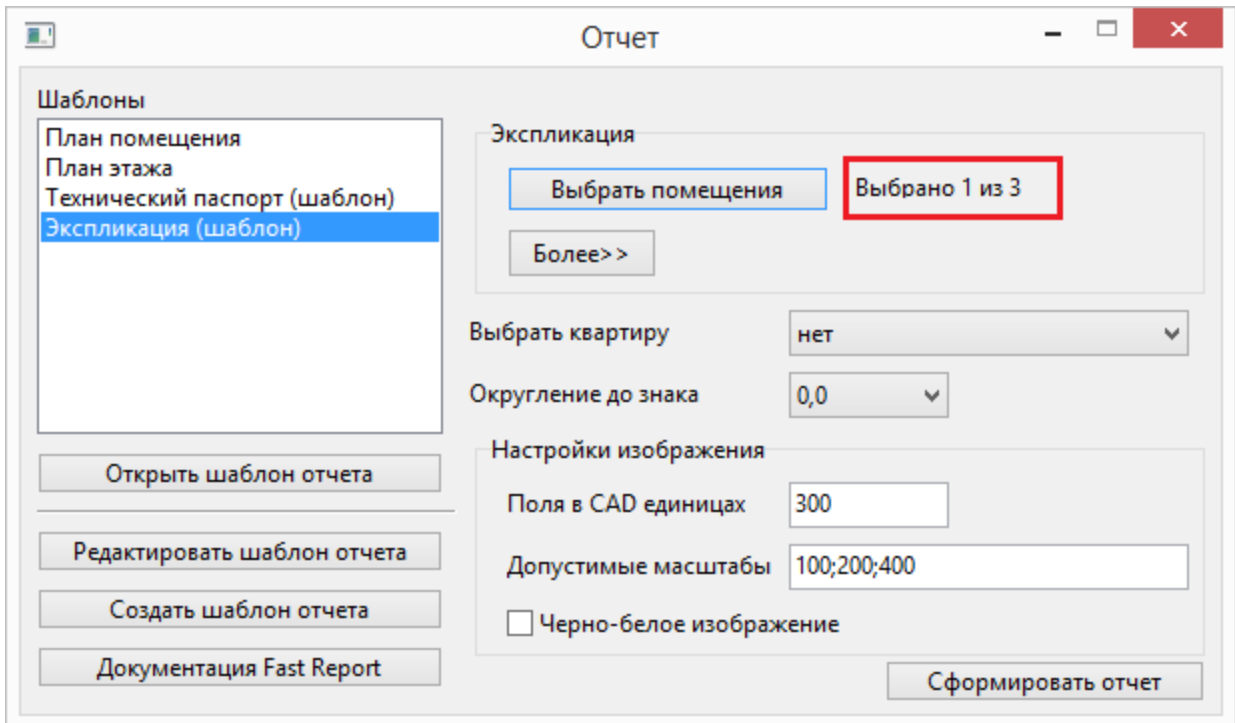 Отчет
Шаблоны
План помещения
План этажа
Технический паспорт (шаблон)
Экспликация (шаблон)
Открыть шаблон отчета
Редактировать шаблон отчета
Создать шаблон отчета
Документация Fast Report
Экспликация
Выбрать помещения Выбрано 1 из 3
Более>>
Выбрать квартиру нет
Округление до знака 0,0
Настройки изображения
Поля в CAD единицах 300
Допустимые масштабы 100;200;400
Черно-белое изображение
Сформировать отчет